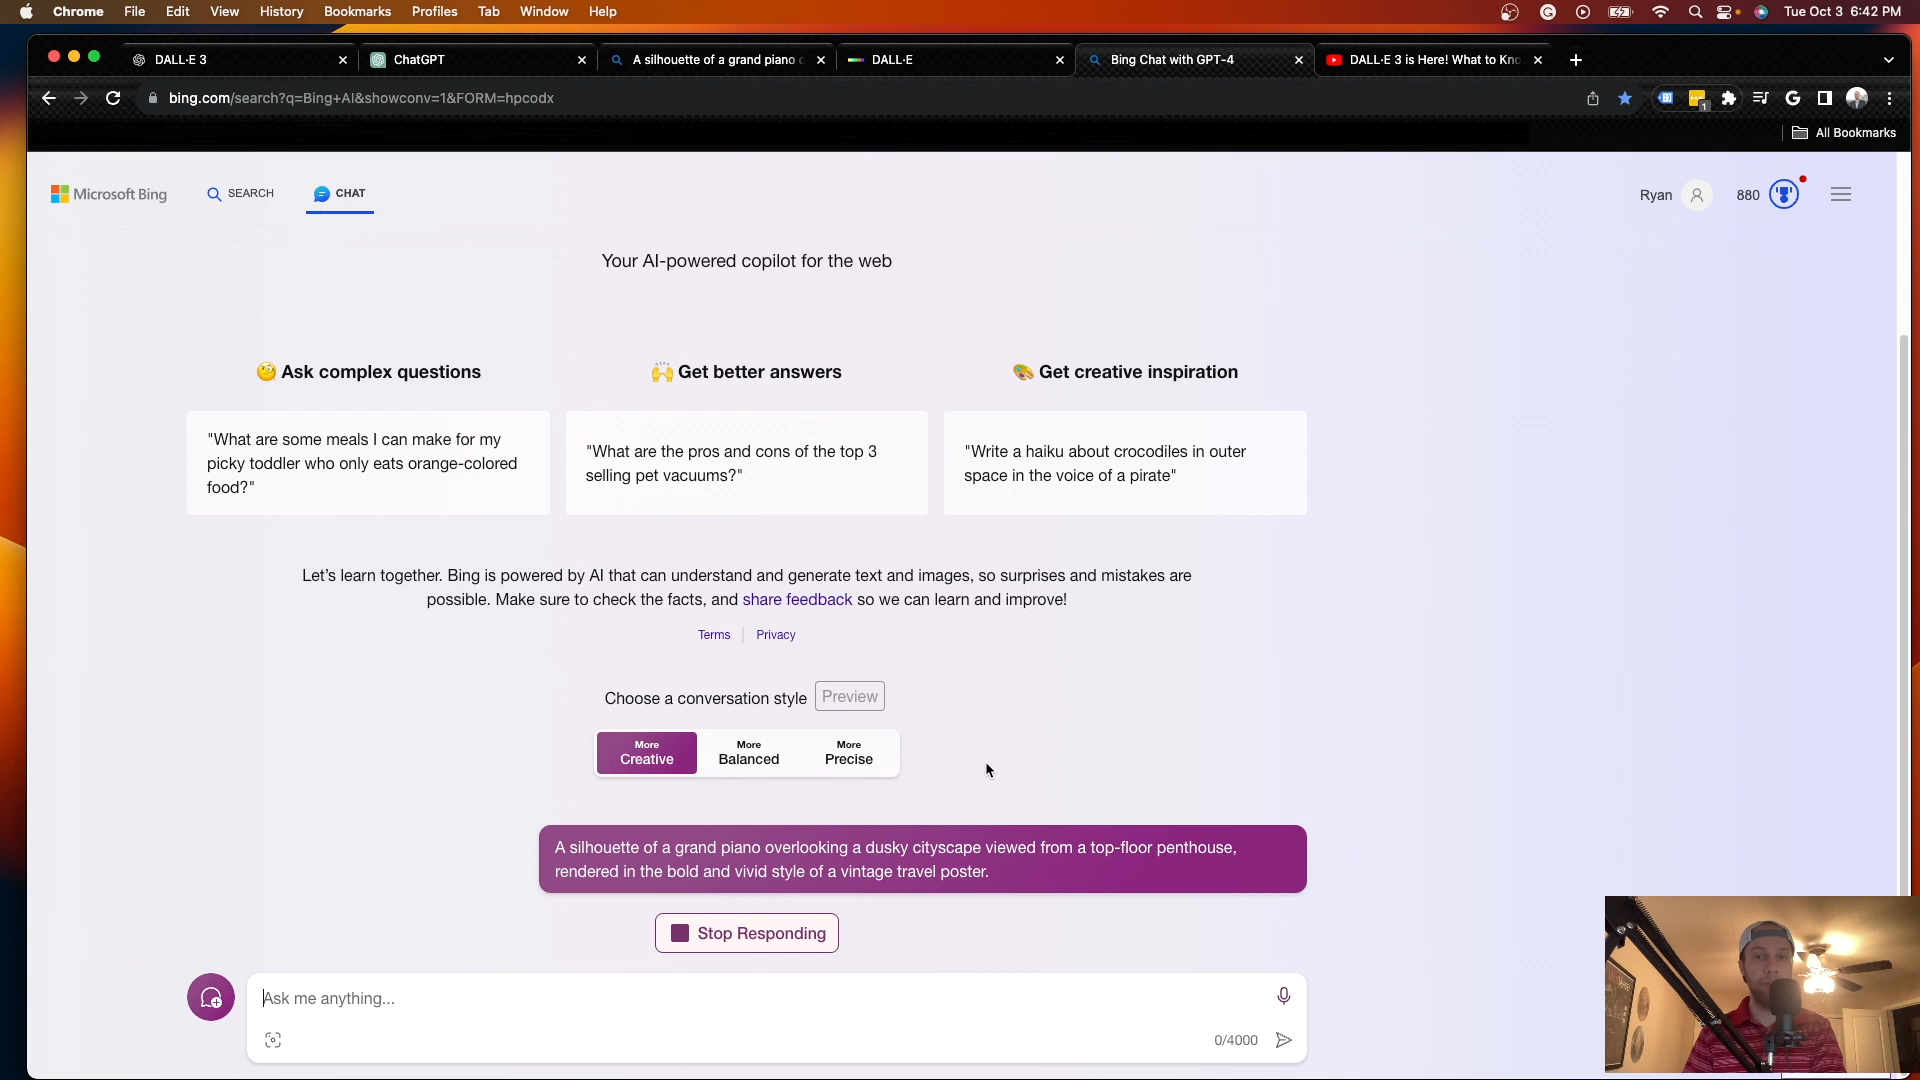 Chrome File Edit View History Bookmarks Profiles Tab Window Help
Tue Oct 3 6:42 PM
DALL·E 3
ChatGPT
A silhouette of a grand piano
DALL·E
Bing Chat with GPT-4
DALL·E 3 is Here! What to Kno
bing.com/search?q=Bing+AI&showconv=1&FORM=hpcodx
1
All Bookmarks
Microsoft Bing
SEARCH
CHAT
Ryan
880
Your AI-powered copilot for the web
Ask complex questions
Get better answers
Get creative inspiration
"What are some meals I can make for my
picky toddler who only eats orange-colored
food?"
"What are the pros and cons of the top 3
selling pet vacuums?"
"Write a haiku about crocodiles in outer
space in the voice of a pirate"
Let's learn together. Bing is powered by AI that can understand and generate text and images, so surprises and mistakes are
possible. Make sure to check the facts, and share feedback so we can learn and improve!
Terms
Privacy
Choose a conversation style Preview
More
Creative
More
Balanced
More
Precise
A silhouette of a grand piano overlooking a dusky cityscape viewed from a top-floor penthouse,
rendered in the bold and vivid style of a vintage travel poster.
Stop Responding
Ask me anything...
0/4000